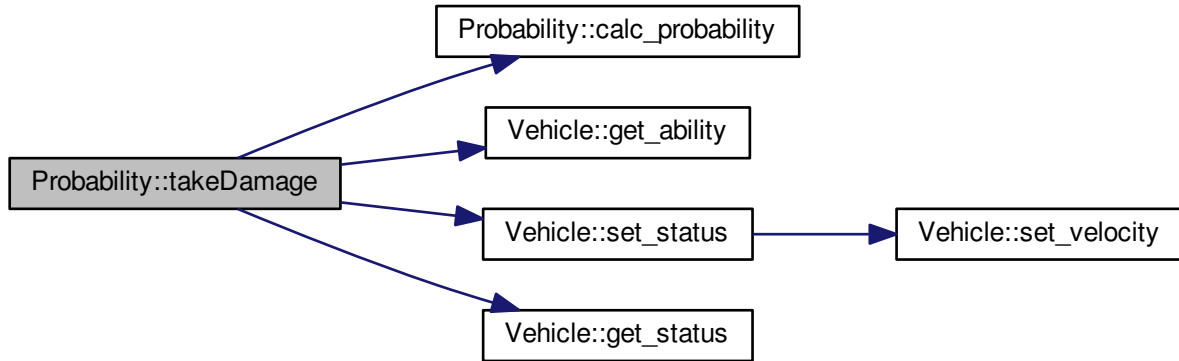 Probability::takeDamage
Probability::calc_probability
Vehicle::get_ability
Vehicle::set_status
Vehicle::set_velocity
Vehicle::get_status